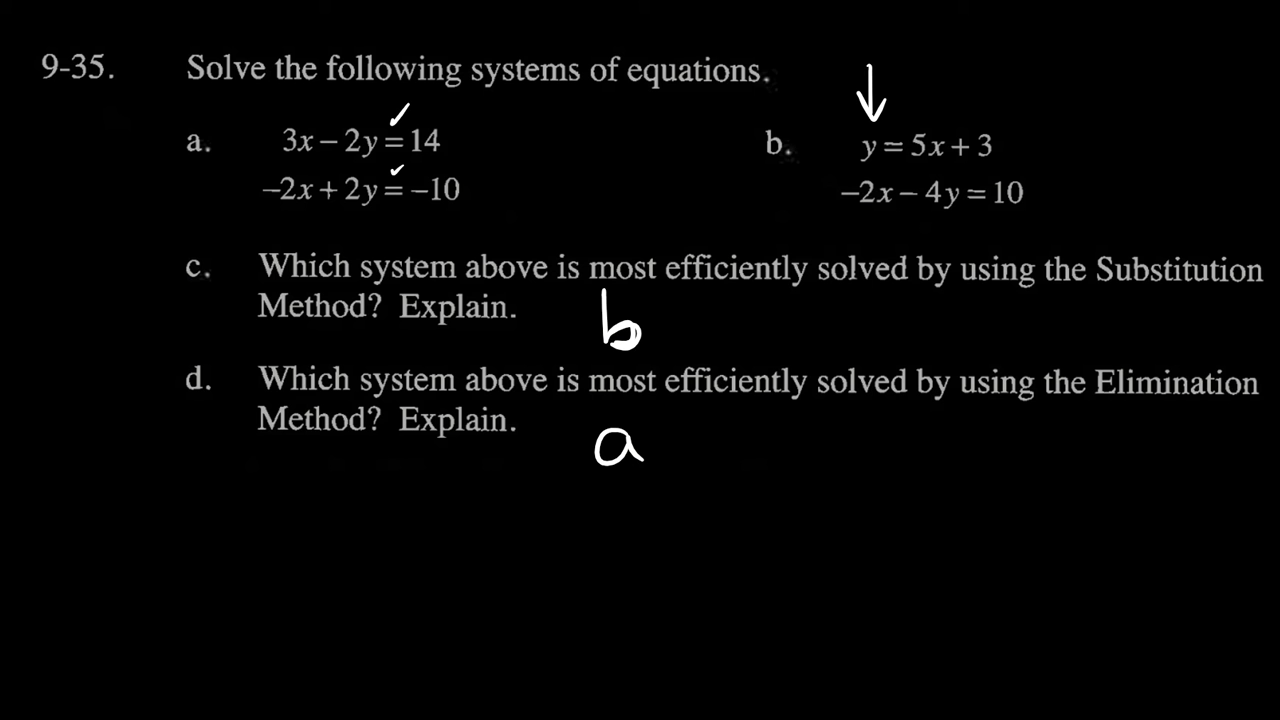 9-35. Solve the following systems of equations.
a. 3x – 2y = 14
–2x + 2y = –10
b. y = 5x + 3
–2x – 4y = 10
c. Which system above is most efficiently solved by using the Substitution
Method? Explain.
b
d. Which system above is most efficiently solved by using the Elimination
Method? Explain.
a